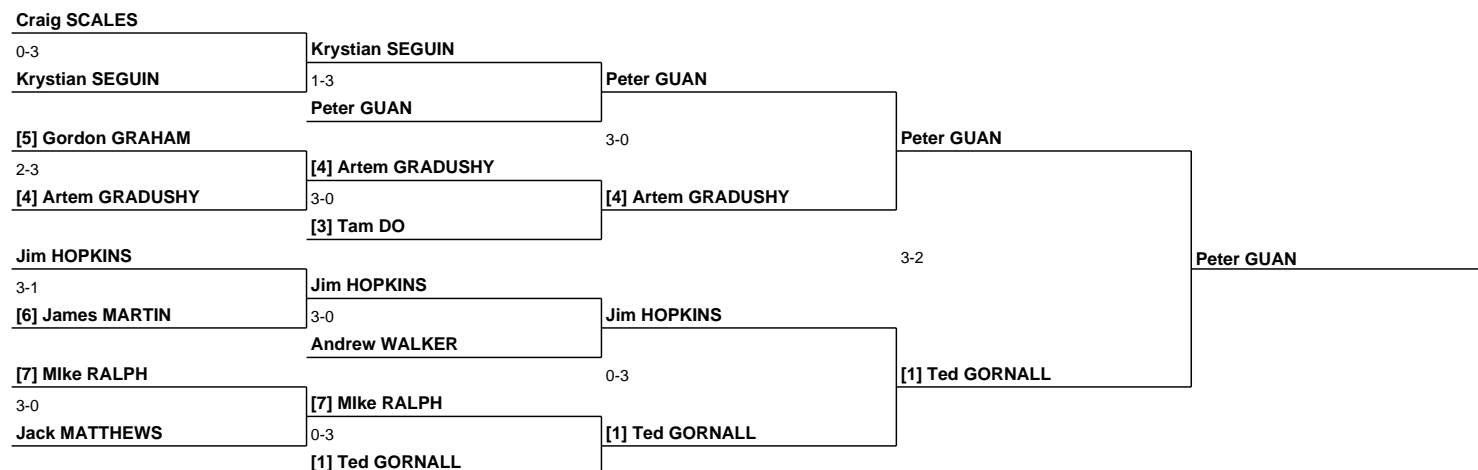 Craig SCALES
0-3
Krystian SEGUIN
Krystian SEGUIN
1-3
Peter GUAN
Peter GUAN
[5] Gordon GRAHAM
2-3
[4] Artem GRADUSHY
[4] Artem GRADUSHY
3-0
[3] Tam DO
3-0
[4] Artem GRADUSHY
Peter GUAN
Jim HOPKINS
3-1
[6] James MARTIN
Jim HOPKINS
3-0
Andrew WALKER
Jim HOPKINS
3-2
Peter GUAN
[7] MIke RALPH
3-0
Jack MATTHEWS
[7] MIke RALPH
0-3
[1] Ted GORNALL
0-3
[1] Ted GORNALL
[1] Ted GORNALL